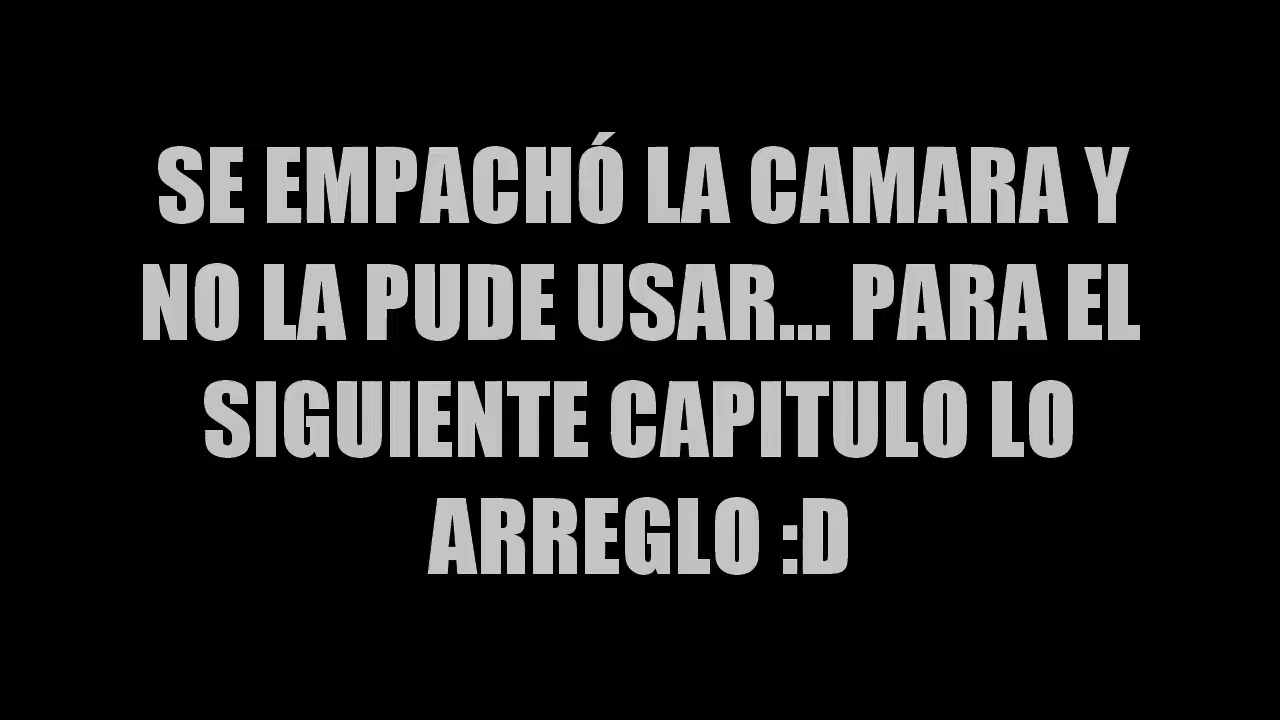 SE EMPACHÓ LA CAMARA Y
NO LA PUDE USAR... PARA EL
SIGUIENTE CAPITULO LO
ARREGLO :D